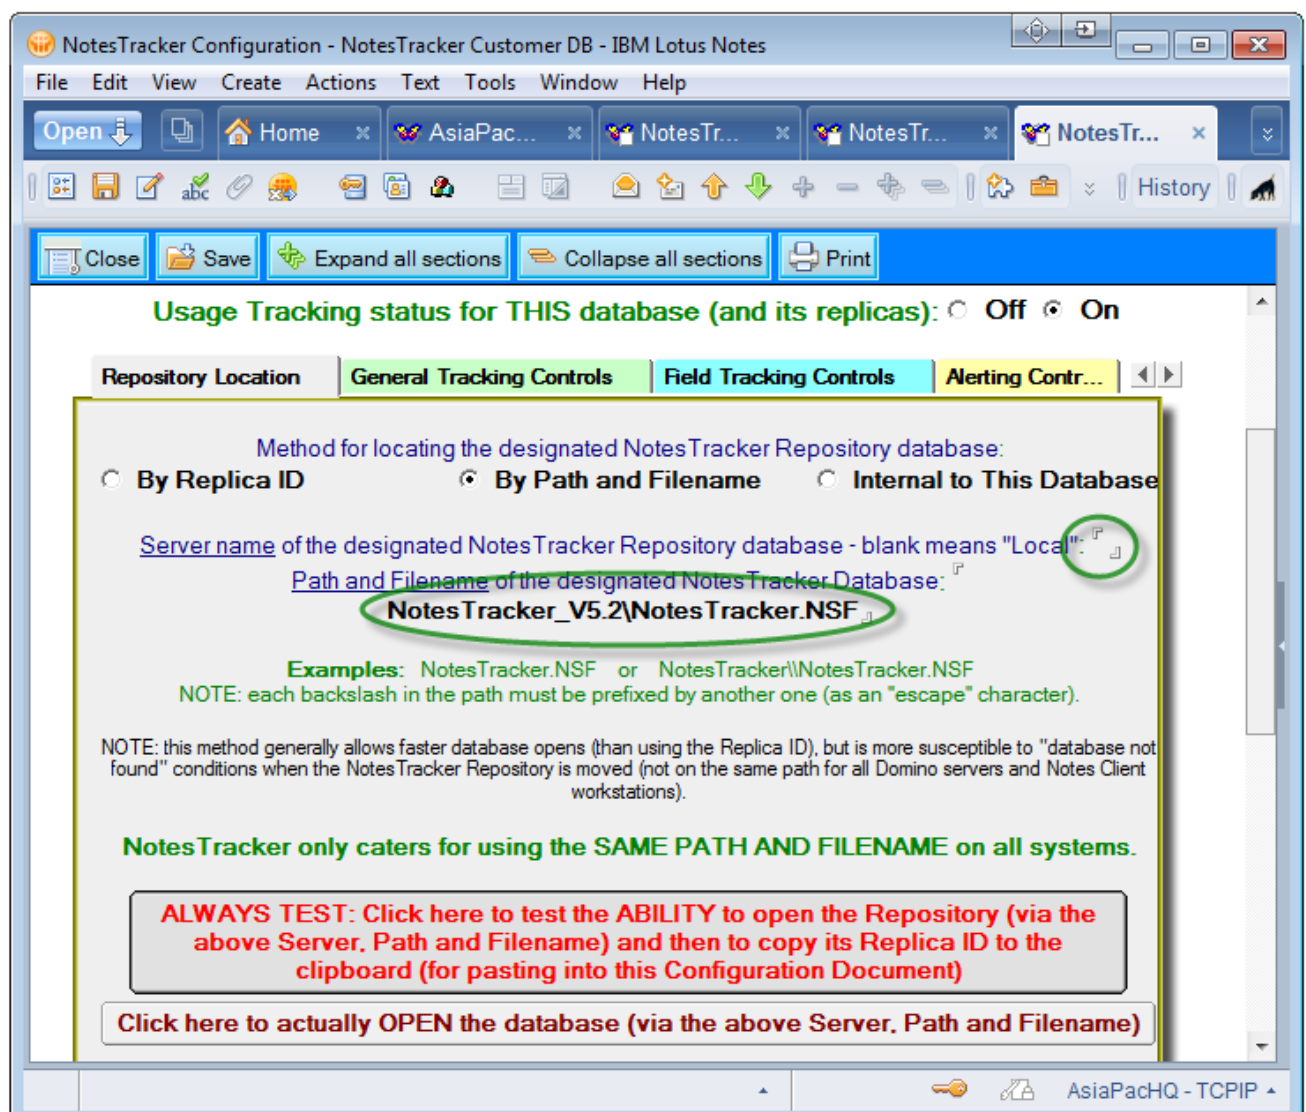 NotesTracker Configuration - NotesTracker Customer DB - IBM Lotus Notes
File Edit View Create Actions Text Tools Window Help
Open Home AsiaPac... NotesTr... NotesTr... NotesTr...
abc History
Close Save Expand all sections Collapse all sections Print
Usage Tracking status for THIS database (and its replicas): Off On
Repository Location General Tracking Controls Field Tracking Controls Alerting Contr...
Method for locating the designated NotesTracker Repository database:
By Replica ID By Path and Filename Internal to This Database
Server name of the designated NotesTracker Repository database - blank means "Local":
Path and Filename of the designated NotesTracker Database:
NotesTracker_V5.2\NotesTracker.NSF
Examples: NotesTracker.NSF or NotesTracker\\NotesTracker.NSF
NOTE: each backslash in the path must be prefixed by another one (as an "escape" character).
NOTE: this method generally allows faster database opens (than using the Replica ID), but is more susceptible to "database not
found" conditions when the NotesTracker Repository is moved (not on the same path for all Domino servers and Notes Client
workstations).
NotesTracker only caters for using the SAME PATH AND FILENAME on all systems.
ALWAYS TEST: Click here to test the ABILITY to open the Repository (via the
above Server, Path and Filename) and then to copy its Replica ID to the
clipboard (for pasting into this Configuration Document)
Click here to actually OPEN the database (via the above Server, Path and Filename)
AsiaPacHQ - TCPIP